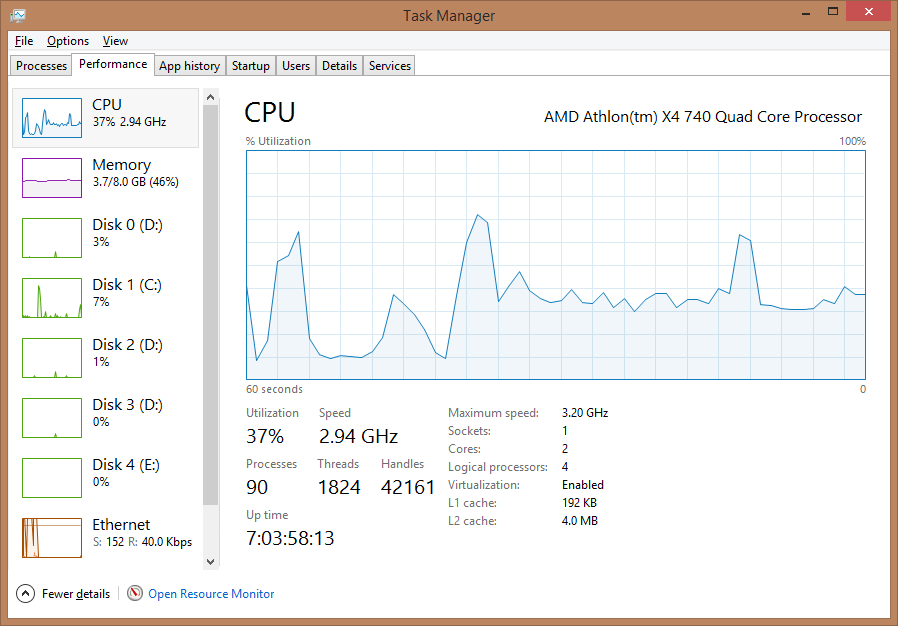 Task Manager
File Options View
Processes Performance App history Startup Users Details Services
CPU
37% 2.94 GHz
Memory
3.7/8.0 GB (46%)
Disk 0 (D:)
3%
Disk 1 (C:)
7%
Disk 2 (D:)
1%
Disk 3 (D:)
0%
Disk 4 (E:)
0%
Ethernet
S: 152 R: 40.0 Kbps
CPU AMD Athlon(tm) X4 740 Quad Core Processor
% Utilization 100%
60 seconds 0
Utilization Speed
37% 2.94 GHz
Processes Threads Handles
90 1824 42161
Up time
7:03:58:13
Maximum speed: 3.20 GHz
Sockets: 1
Cores: 2
Logical processors: 4
Virtualization: Enabled
L1 cache: 192 KB
L2 cache: 4.0 MB
Fewer details Open Resource Monitor